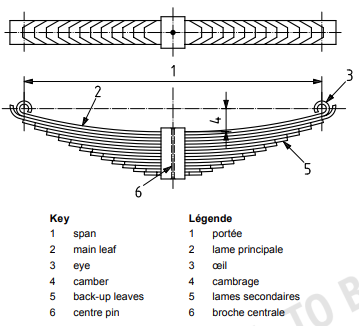 1
2
3
4
5
6
Key
1 span
2 main leaf
3 eye
4 camber
5 back-up leaves
6 centre pin
Légende
1 portée
2 lame principale
3 œil
4 cambrage
5 lames secondaires
6 broche centrale
TO B